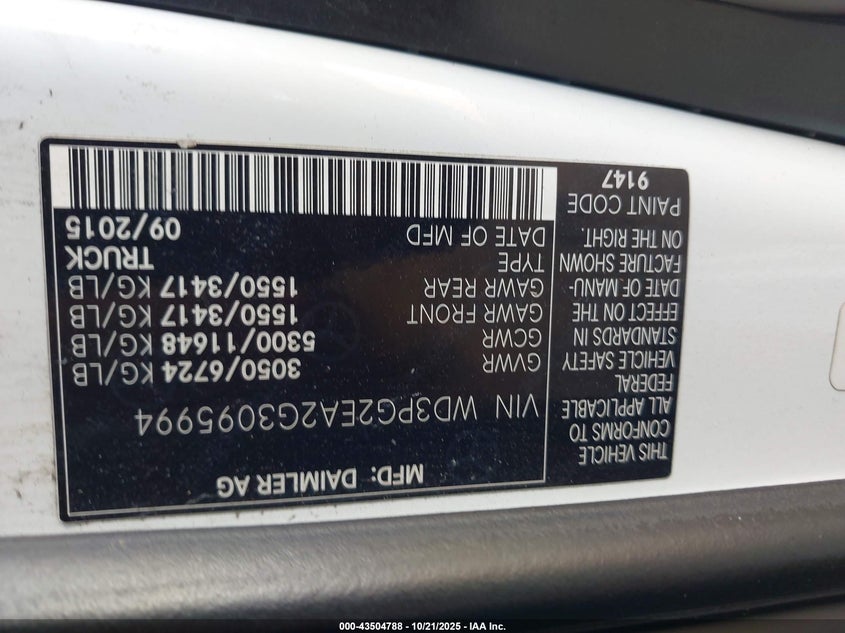 MFD: DAIMLER AG
VIN WD3PG2EA2G3095994
GVWR 3050/6724 KG/LB
GCWR 5300/11648 KG/LB
GAWR FRONT 1550/3417 KG/LB
GAWR REAR 1550/3417 KG/LB
TYPE TRUCK
DATE OF MFD 09/2015
THIS VEHICLE
CONFORMS TO
ALL APPLICABLE
FEDERAL
VEHICLE SAFETY
STANDARDS IN
EFFECT ON THE
DATE OF MANU-
FACTURE SHOWN
ON THE RIGHT.
PAINT CODE
9147
000-43504788 - 10/21/2025 - IAA Inc.